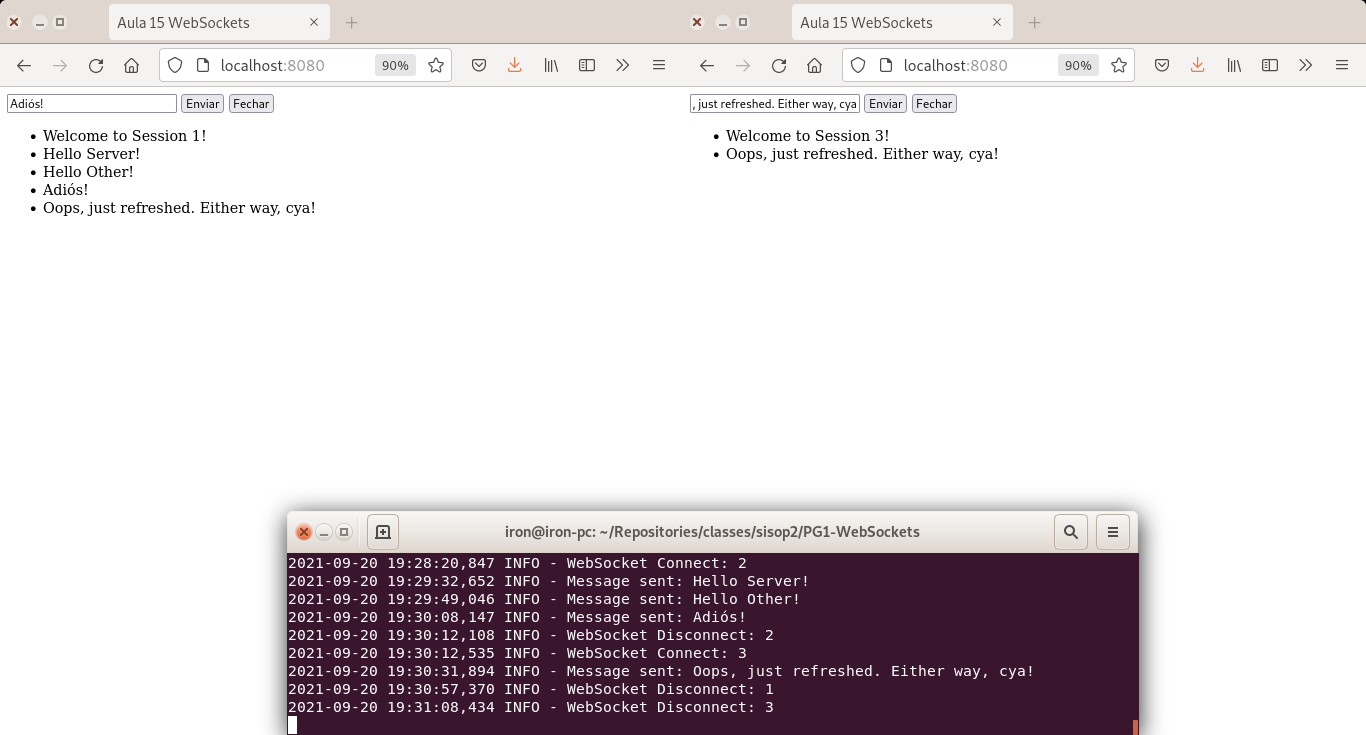 Aula 15 WebSockets
localhost:8080 90%
Adiós! Enviar Fechar
Welcome to Session 1!
Hello Server!
Hello Other!
Adiós!
Oops, just refreshed. Either way, cya!
Aula 15 WebSockets
localhost:8080 90%
, just refreshed. Either way, cya Enviar Fechar
Welcome to Session 3!
Oops, just refreshed. Either way, cya!
iron@iron-pc: ~/Repositories/classes/sisop2/PG1-WebSockets
2021-09-20 19:28:20,847 INFO - WebSocket Connect: 2
2021-09-20 19:29:32,652 INFO - Message sent: Hello Server!
2021-09-20 19:29:49,046 INFO - Message sent: Hello Other!
2021-09-20 19:30:08,147 INFO - Message sent: Adiós!
2021-09-20 19:30:12,108 INFO - WebSocket Disconnect: 2
2021-09-20 19:30:12,535 INFO - WebSocket Connect: 3
2021-09-20 19:30:31,894 INFO - Message sent: Oops, just refreshed. Either way, cya!
2021-09-20 19:30:57,370 INFO - WebSocket Disconnect: 1
2021-09-20 19:31:08,434 INFO - WebSocket Disconnect: 3